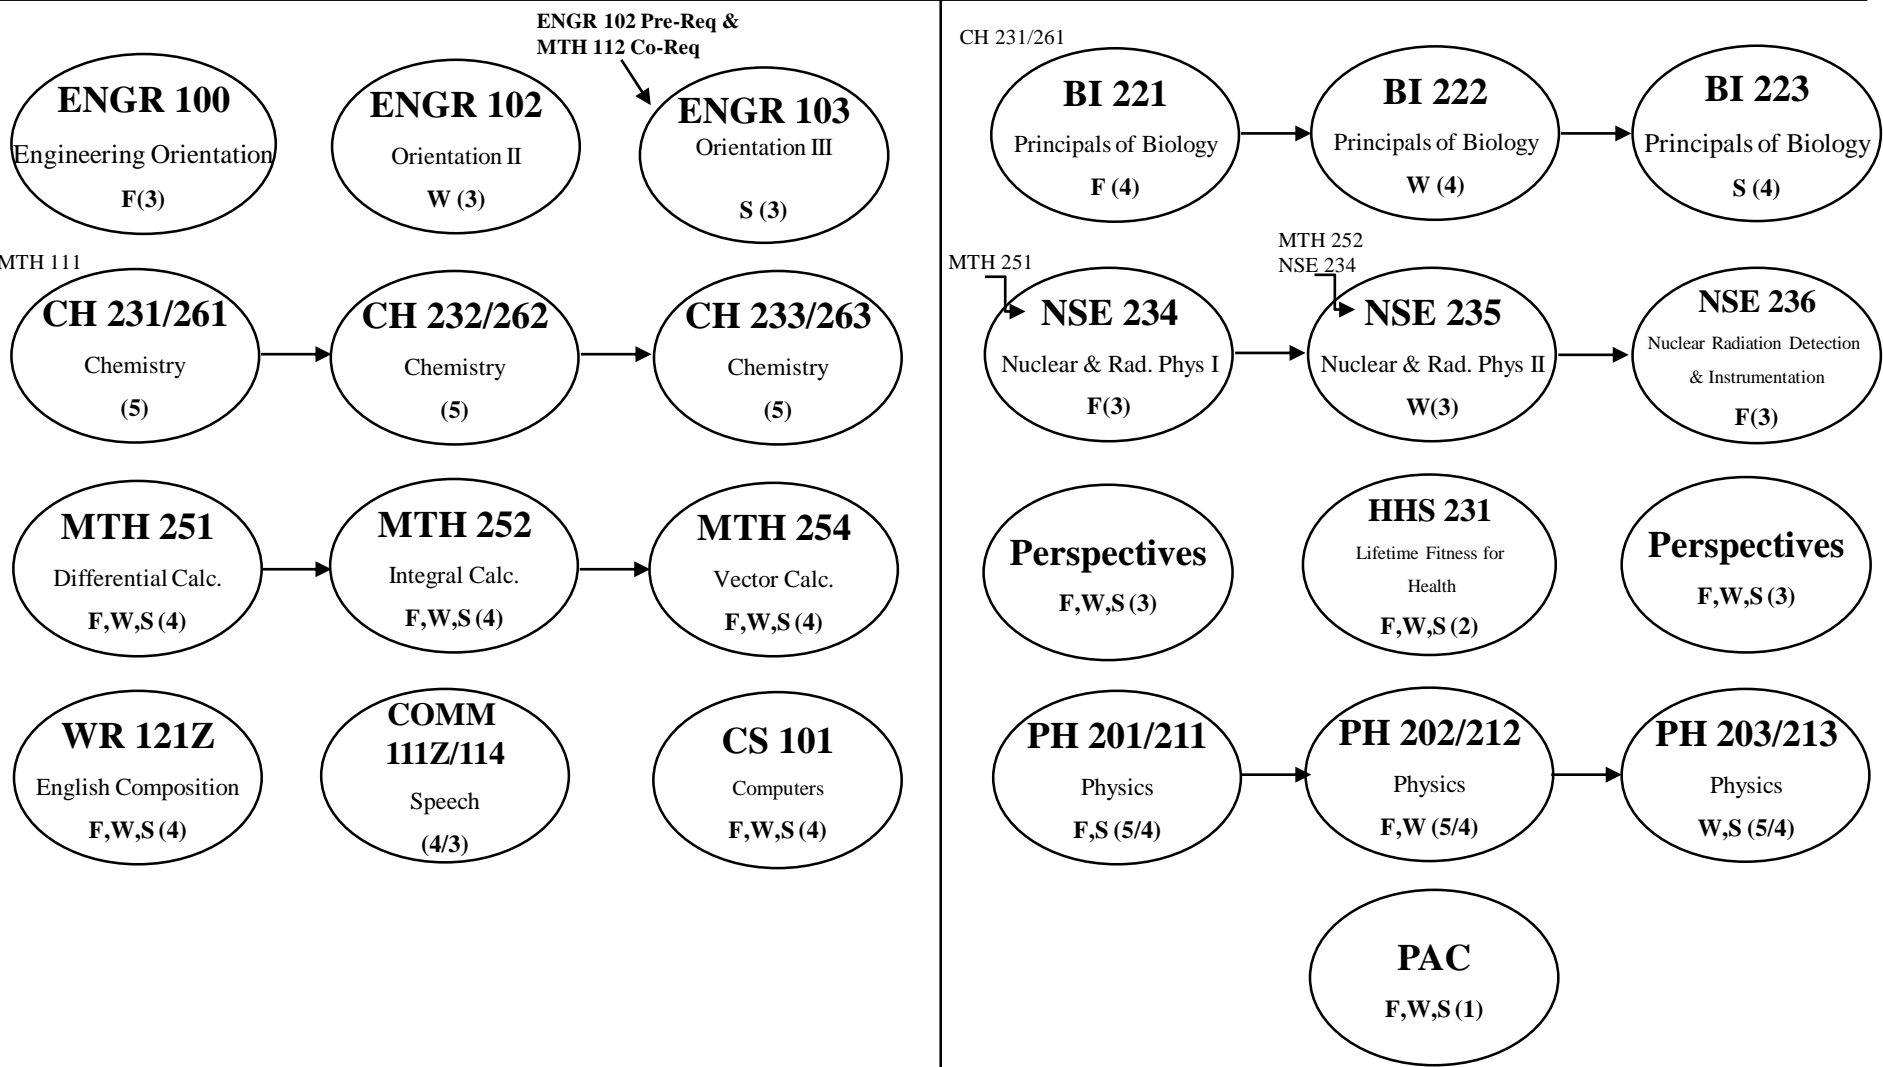 ENGR 102 Pre-Req &
MTH 112 Co-Req
ENGR 100
Engineering Orientation
F(3)
ENGR 102
Orientation II
W (3)
ENGR 103
Orientation III
S (3)
MTH 111
CH 231/261
Chemistry
(5)
CH 232/262
Chemistry
(5)
CH 233/263
Chemistry
(5)
MTH 251
Differential Calc.
F,W,S (4)
MTH 252
Integral Calc.
F,W,S (4)
MTH 254
Vector Calc.
F,W,S (4)
WR 121Z
English Composition
F,W,S (4)
COMM
111Z/114
Speech
(4/3)
CS 101
Computers
F,W,S (4)
CH 231/261
BI 221
Principals of Biology
F (4)
BI 222
Principals of Biology
W (4)
BI 223
Principals of Biology
S (4)
MTH 251
NSE 234
Nuclear & Rad. Phys I
F(3)
MTH 252
NSE 234
NSE 235
Nuclear & Rad. Phys II
W(3)
NSE 236
Nuclear Radiation Detection
& Instrumentation
F(3)
Perspectives
F,W,S (3)
HHS 231
Lifetime Fitness for
Health
F,W,S (2)
Perspectives
F,W,S (3)
PH 201/211
Physics
F,S (5/4)
PH 202/212
Physics
F,W (5/4)
PH 203/213
Physics
W,S (5/4)
PAC
F,W,S (1)